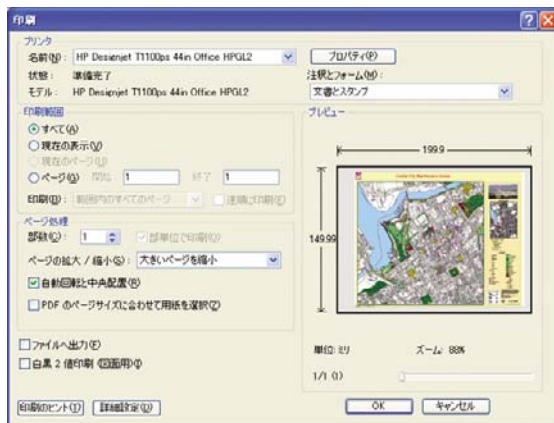 印刷
プリンタ
名前(N): HP Designjet T1100ps 44in Office HPGL2
プロパティ(P)
状態: 準備完了
注釈とフォーム(M):
モデル: HP Designjet T1100ps 44in Office HPGL2
文書とスタンプ
印刷範囲
すべて(A)
現在の表示(V)
現在のページ(U)
ページ(G) 開始: 1 終了 1
印刷(D): 範囲内のすべてのページ
逆順に印刷(E)
ページ処理
部数(C): 1
部単位で印刷(O)
ページの拡大/縮小(S): 大きいページを縮小
自動回転と中央配置(R)
PDF のページサイズに合わせて用紙を選択(Z)
ファイルへ出力(F)
白黒 2 値印刷 (図面用)(I)
印刷のヒント(T)
詳細設定(D)
プレビュー
199.9
149.99
単位: ミリ
ズーム: 88%
1/1 (1)
OK
キャンセル